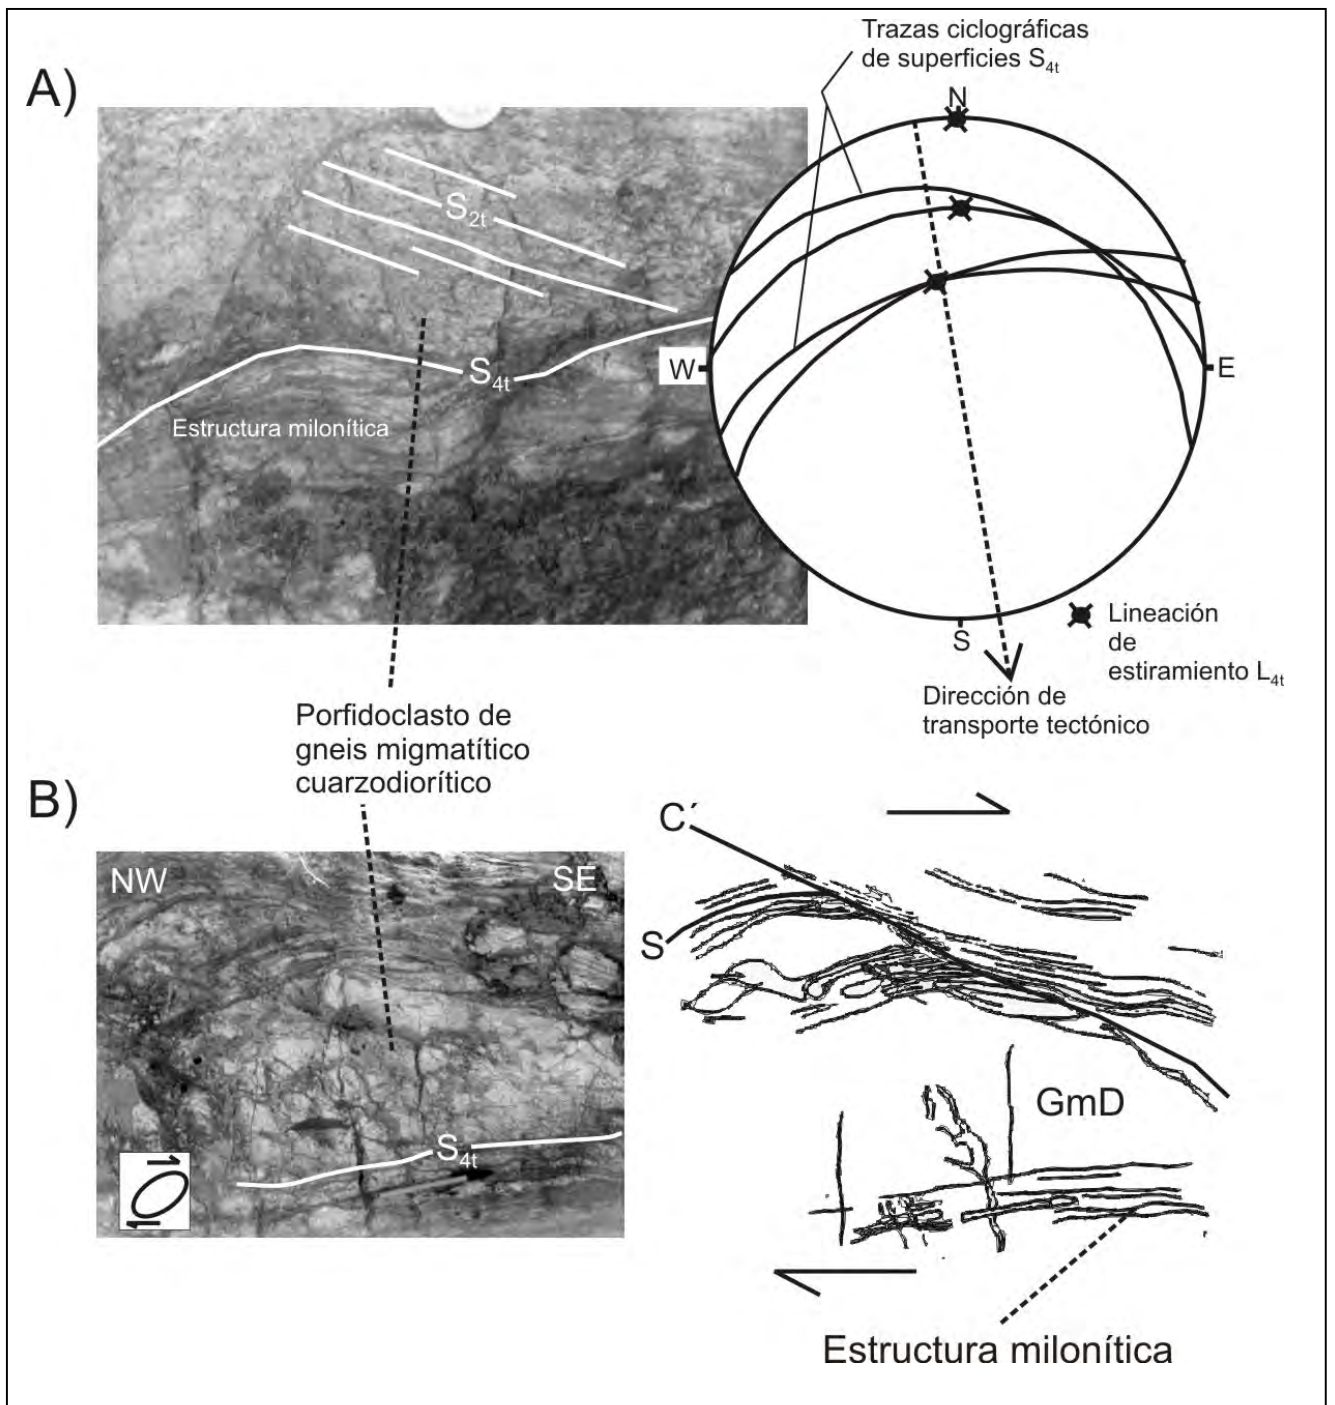 A)
Trazas ciclográficas
de superficies S4t
N
S2t
S4t
W
E
Estructura milonítica
S
Lineación
de
estiramiento L4t
Dirección de
transporte tectónico
Porfidoclasto de
gneis migmatítico
cuarzodiorítico
B)
C´
NW
SE
S
GmD
S4t
Estructura milonítica